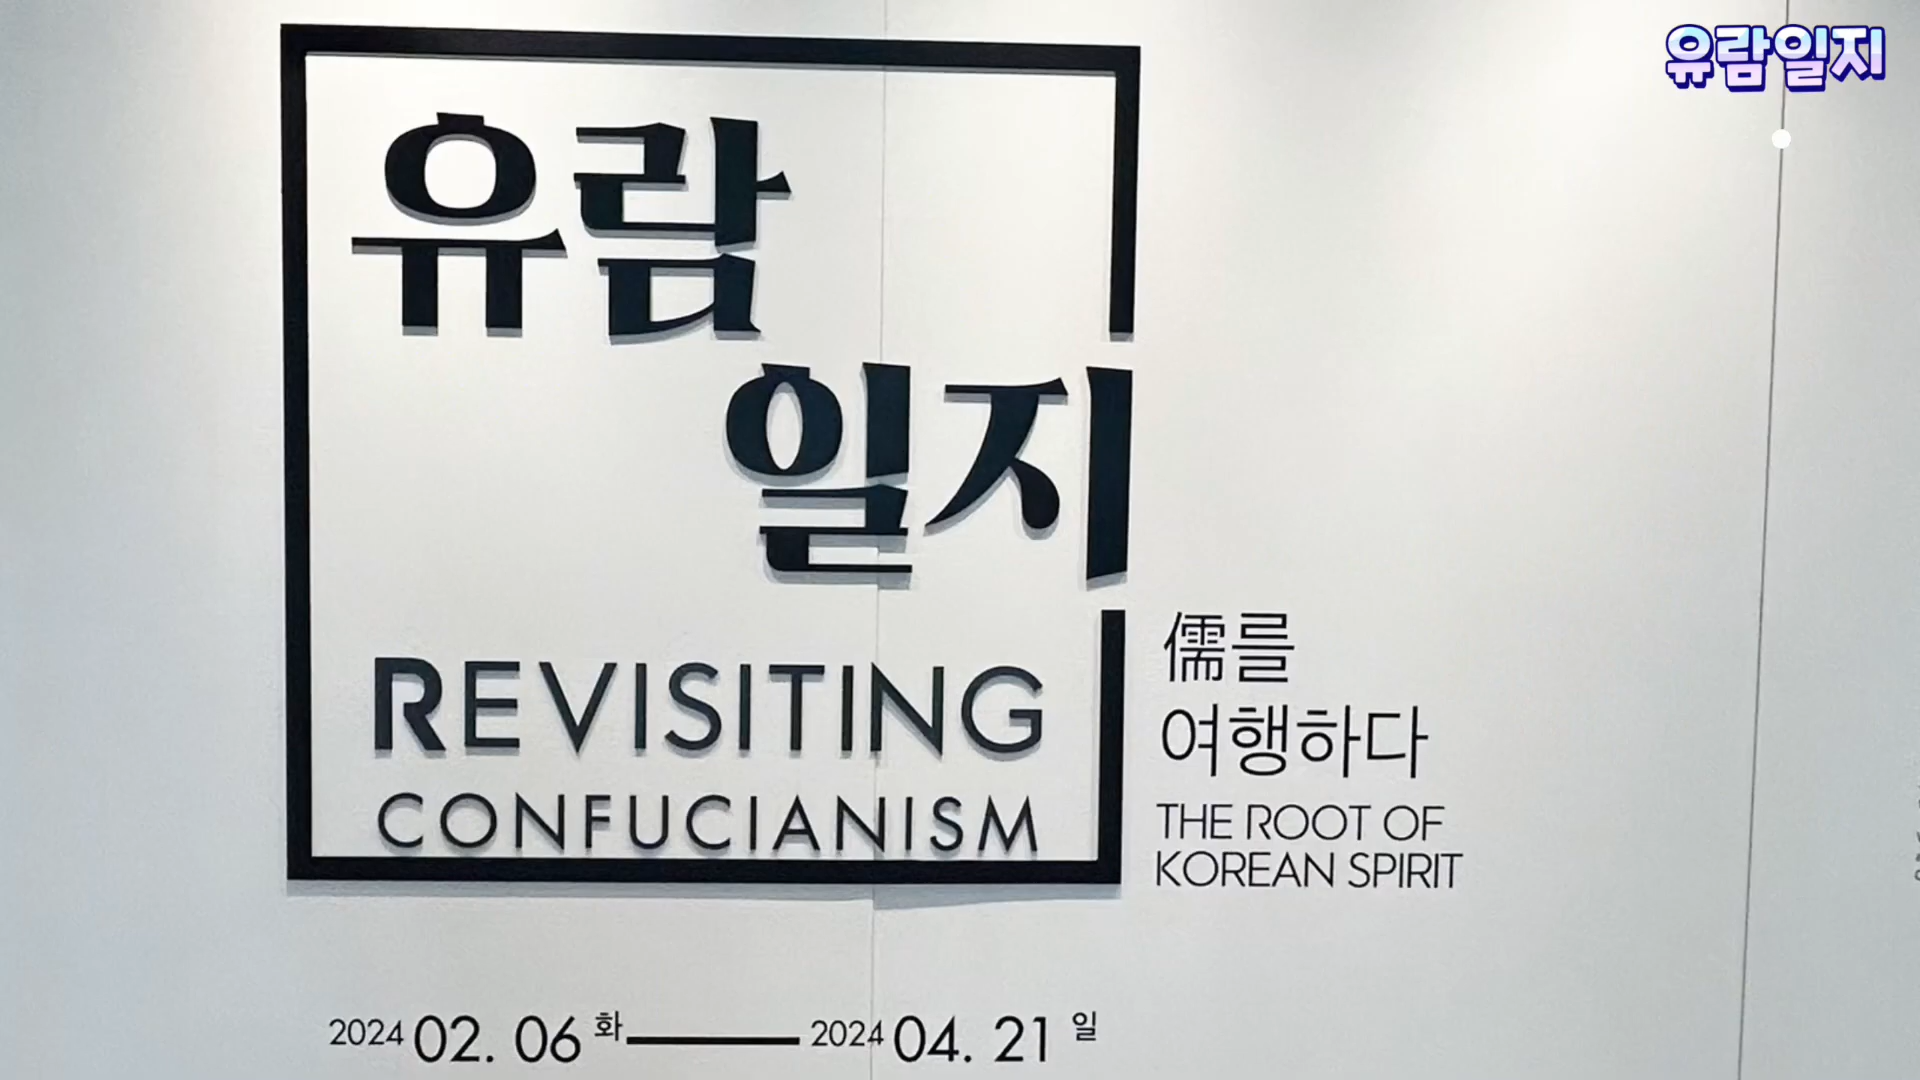 유람일지
유람
일지
REVISITING
CONFUCIANISM
儒를
여행하다
THE ROOT OF
KOREAN SPIRIT
2024 02. 06 화 2024 04. 21 일